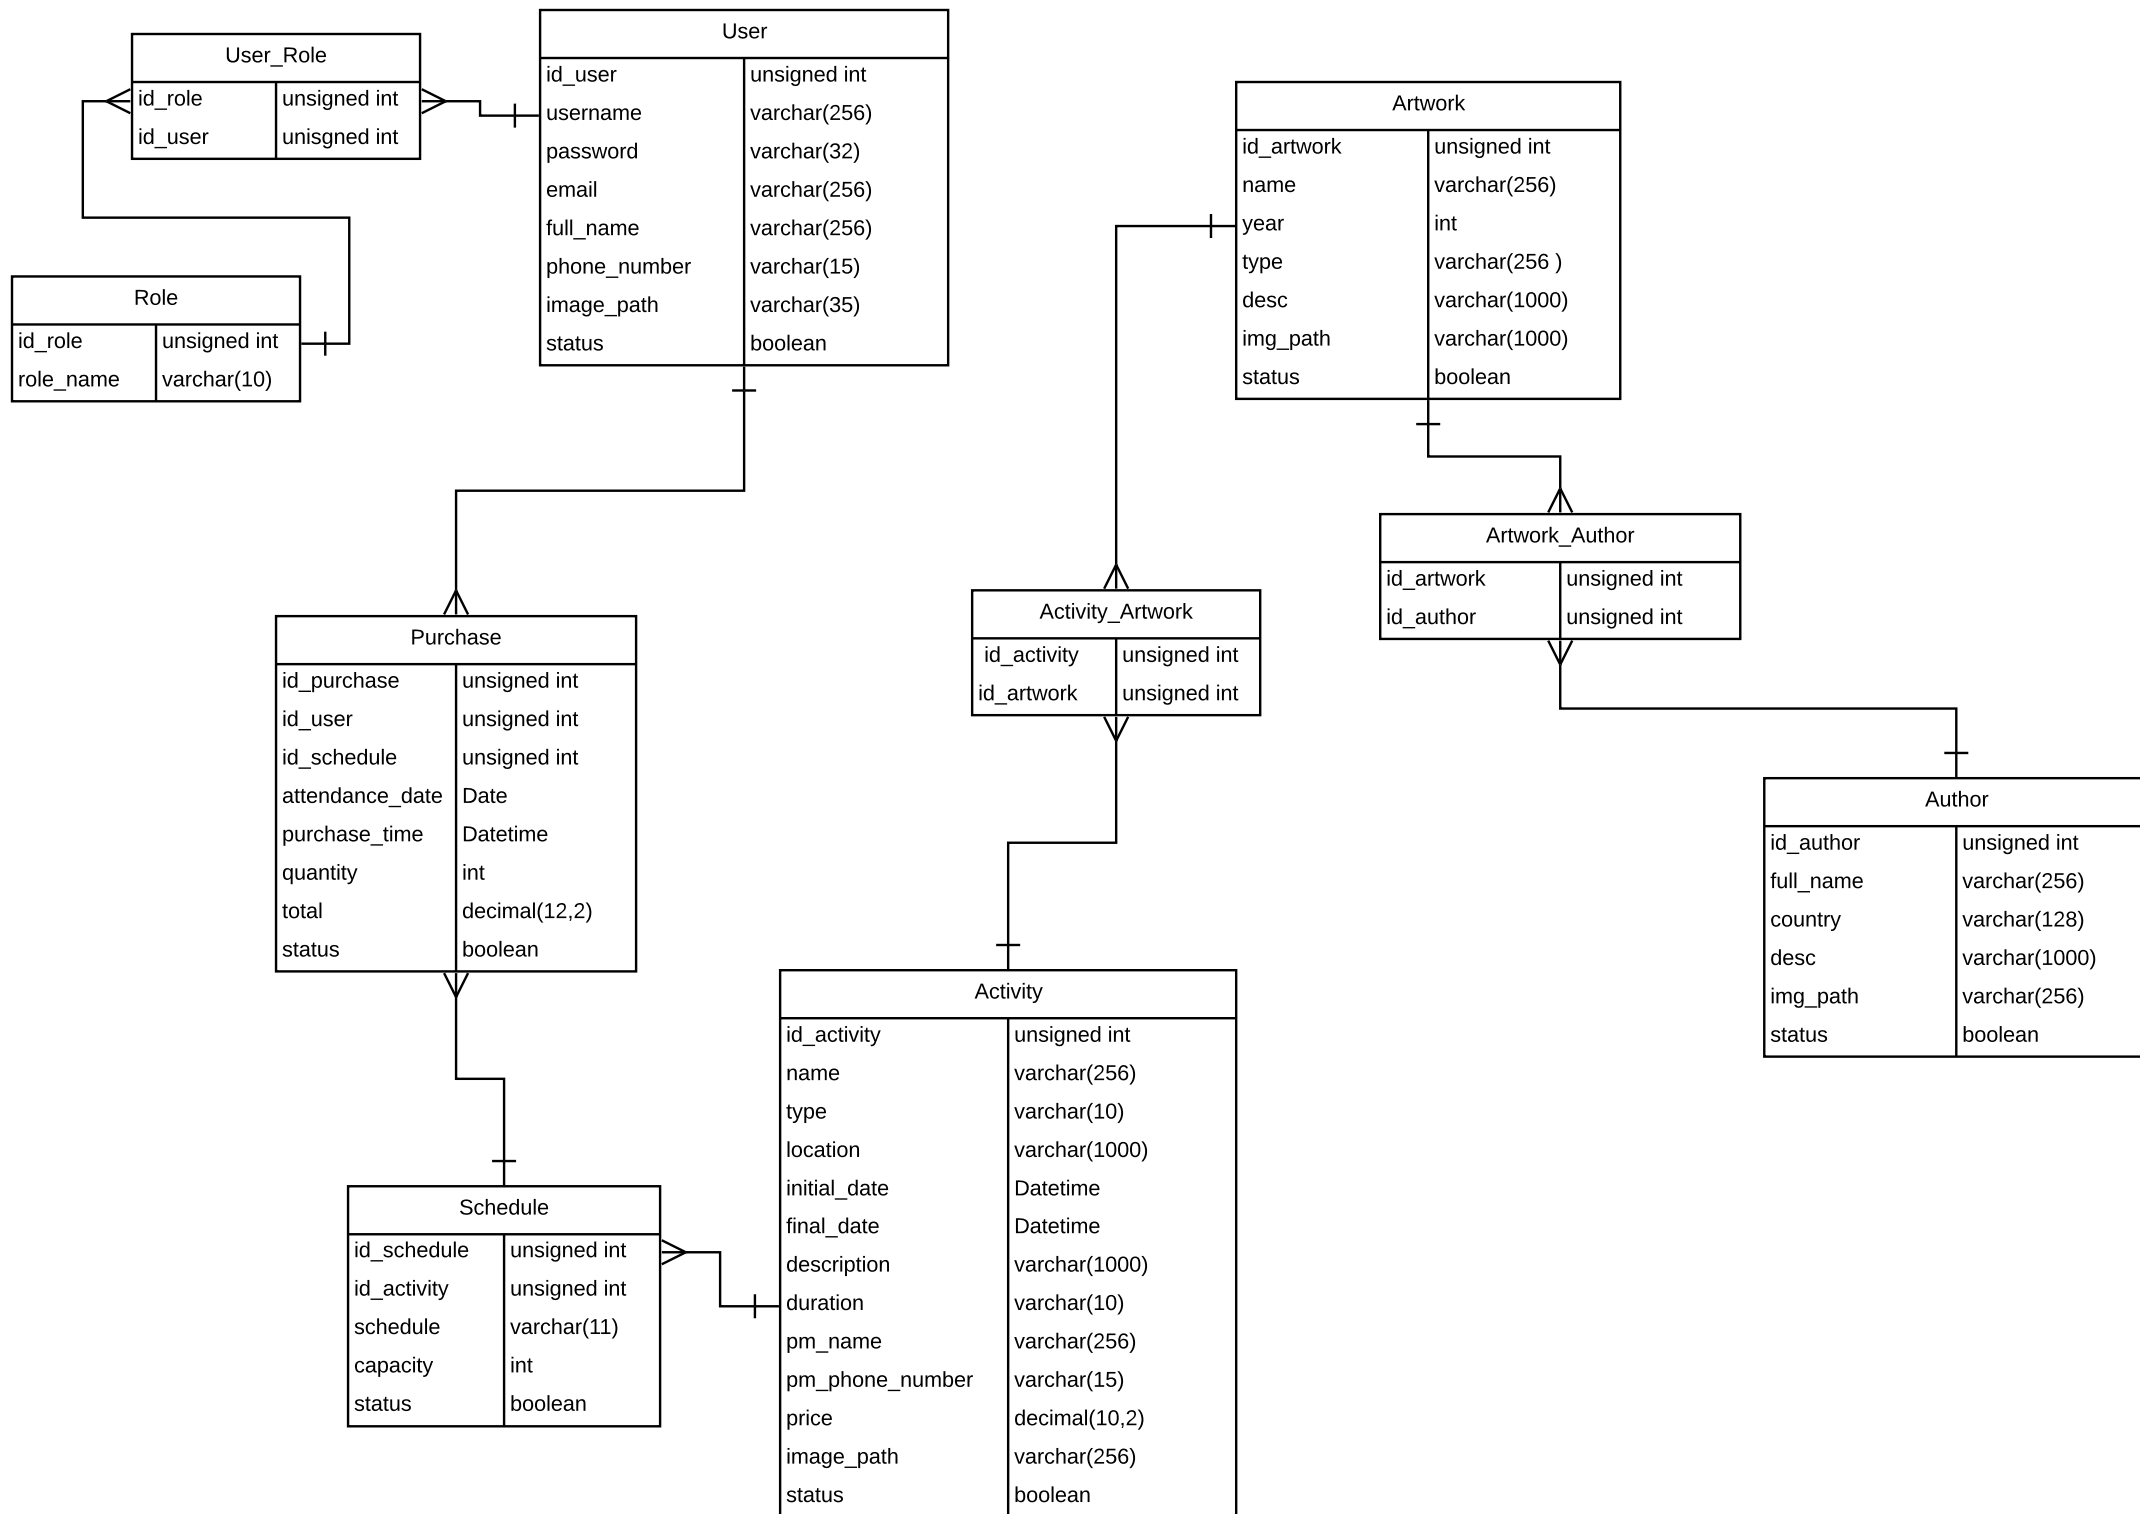 User_Role
id_role unsigned int
id_user unisgned int
User
id_user unsigned int
username varchar(256)
password varchar(32)
email varchar(256)
full_name varchar(256)
phone_number varchar(15)
image_path varchar(35)
status boolean
Artwork
id_artwork unsigned int
name varchar(256)
year int
type varchar(256 )
desc varchar(1000)
img_path varchar(1000)
status boolean
Role
id_role unsigned int
role_name varchar(10)
Artwork_Author
id_artwork unsigned int
id_author unsigned int
Activity_Artwork
id_activity unsigned int
id_artwork unsigned int
Purchase
id_purchase unsigned int
id_user unsigned int
id_schedule unsigned int
attendance_date Date
purchase_time Datetime
quantity int
total decimal(12,2)
status boolean
Author
id_author unsigned int
full_name varchar(256)
country varchar(128)
desc varchar(1000)
img_path varchar(256)
status boolean
Activity
id_activity unsigned int
name varchar(256)
type varchar(10)
location varchar(1000)
initial_date Datetime
final_date Datetime
description varchar(1000)
duration varchar(10)
pm_name varchar(256)
pm_phone_number varchar(15)
price decimal(10,2)
image_path varchar(256)
status boolean
Schedule
id_schedule unsigned int
id_activity unsigned int
schedule varchar(11)
capacity int
status boolean